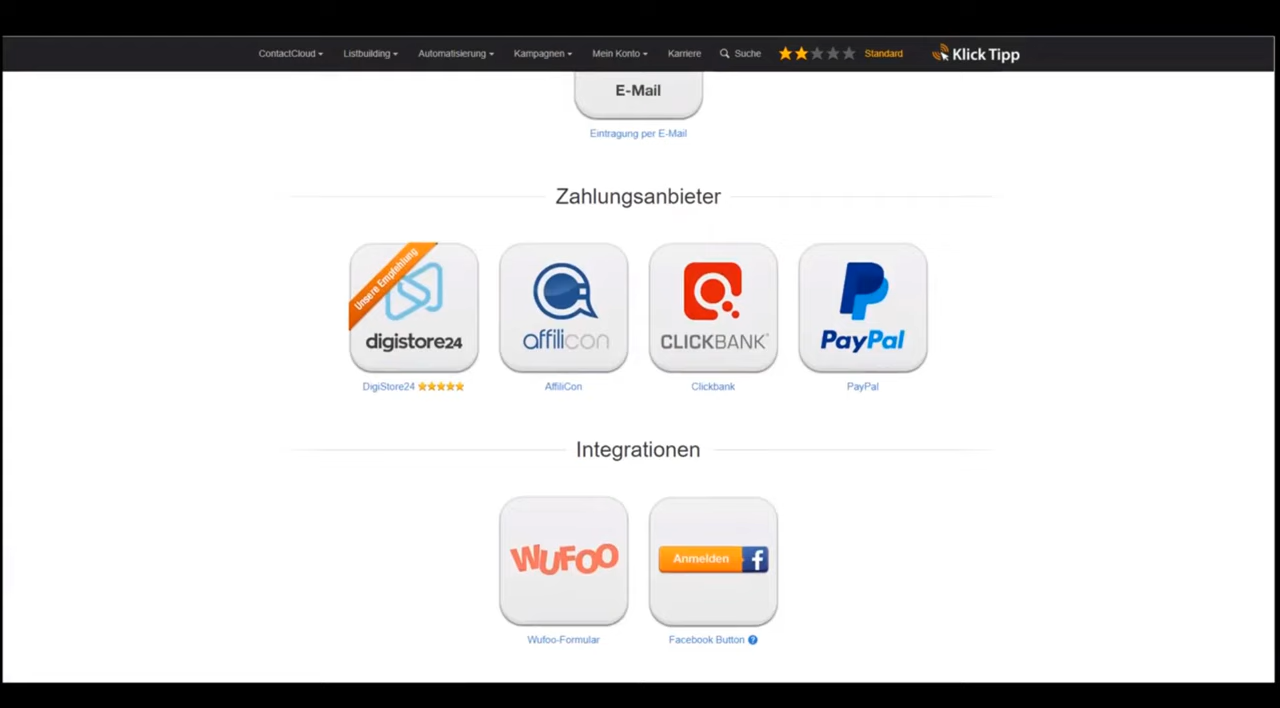 ContactCloud Listbuilding Automatisierung Kampagnen Mein Konto Karriere Suche Standard Klick Tipp
E-Mail
Eintragung per E-Mail
Zahlungsanbieter
Unsere Empfehlung
digistore24 affilicon CLICKBANK PayPal
DigiStore24 AffiliCon Clickbank PayPal
Integrationen
WUFOO Anmelden f
Wufoo-Formular Facebook Button ?